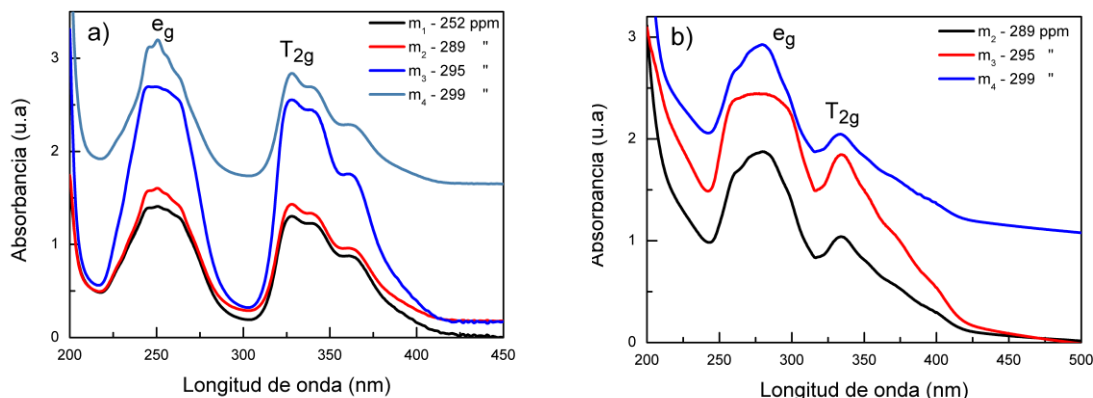 a)
e_g
T_2g
m_1 - 252 ppm
m_2 - 289 "
m_3 - 295 "
m_4 - 299 "
3
2
1
0
200 250 300 350 400 450
Absorbancia (u.a)
Longitud de onda (nm)
b)
e_g
T_2g
m_2 - 289 ppm
m_3 - 295 "
m_4 - 299 "
3
2
1
0
200 250 300 350 400 450 500
Absorbancia (u.a)
Longitud de onda (nm)